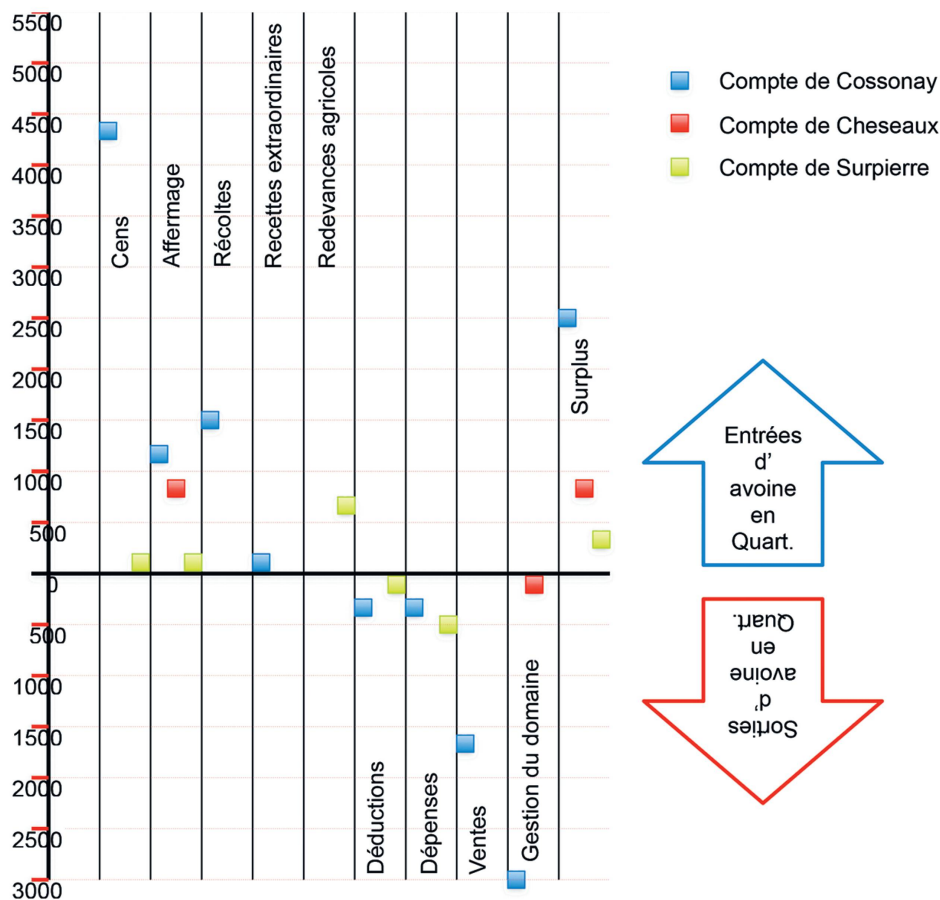 5500
5000
4500
4000
3500
3000
2500
2000
1500
1000
500
0
500
1000
1500
2000
2500
3000
Cens
Affermage
Récoltes
Recettes extraordinaires
Redevances agricoles
Déductions
Dépenses
Ventes
Gestion du domaine
Surplus
Compte de Cossonay
Compte de Cheseaux
Compte de Surpierre
Entrées
d’
avoine
en
Quart.
Sorties
d’
avoine
en
Quart.